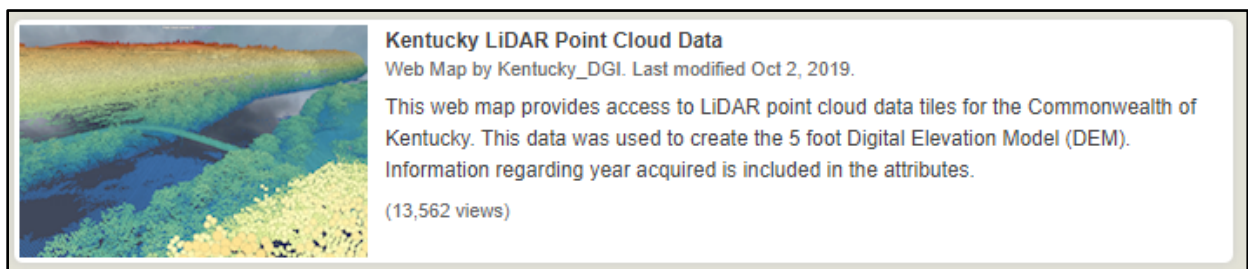 Kentucky LiDAR Point Cloud Data
Web Map by Kentucky_DGI. Last modified Oct 2, 2019.
This web map provides access to LiDAR point cloud data tiles for the Commonwealth of
Kentucky. This data was used to create the 5 foot Digital Elevation Model (DEM).
Information regarding year acquired is included in the attributes.
(13,562 views)